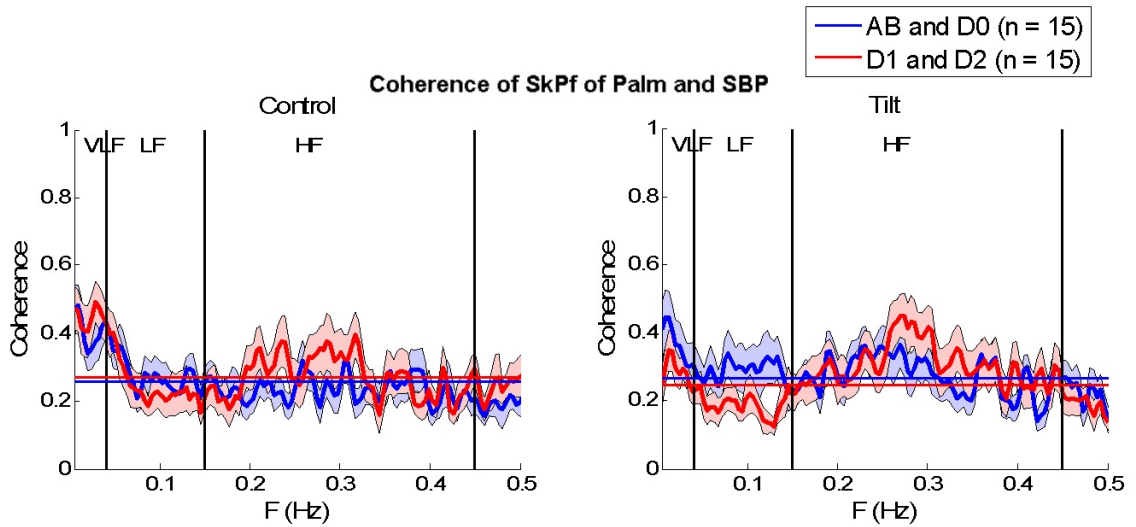 AB and D0 (n = 15)
D1 and D2 (n = 15)
Coherence of SkPf of Palm and SBP
Control
Tilt
1
VLF LF HF
0.8
0.6
0.4
0.2
0
Coherence
0.1 0.2 0.3 0.4 0.5
F (Hz)
1
VLF LF HF
0.8
0.6
0.4
0.2
0
Coherence
0.1 0.2 0.3 0.4 0.5
F (Hz)